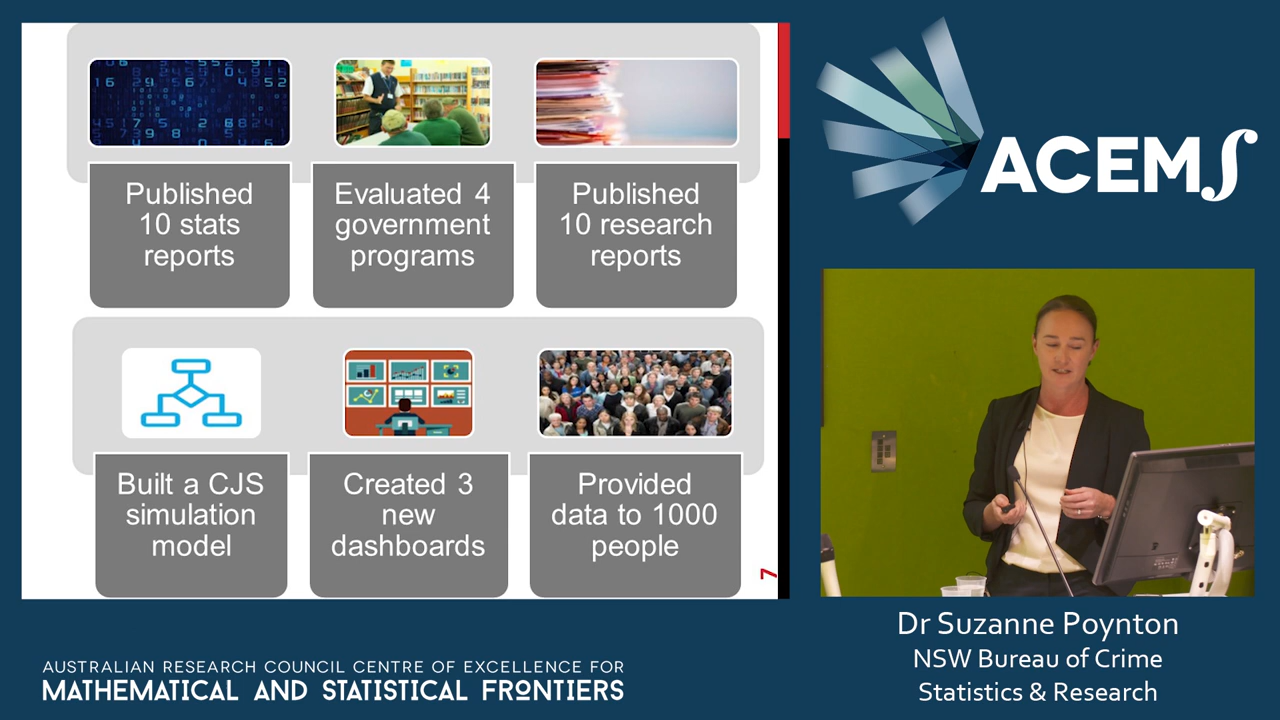 Published
10 stats
reports
Evaluated 4
government
programs
Published
10 research
reports
Built a CJS
simulation
model
Created 3
new
dashboards
Provided
data to 1000
people
7
ACEMS
Dr Suzanne Poynton
NSW Bureau of Crime
Statistics & Research
AUSTRALIAN RESEARCH COUNCIL CENTRE OF EXCELLENCE FOR
MATHEMATICAL AND STATISTICAL FRONTIERS